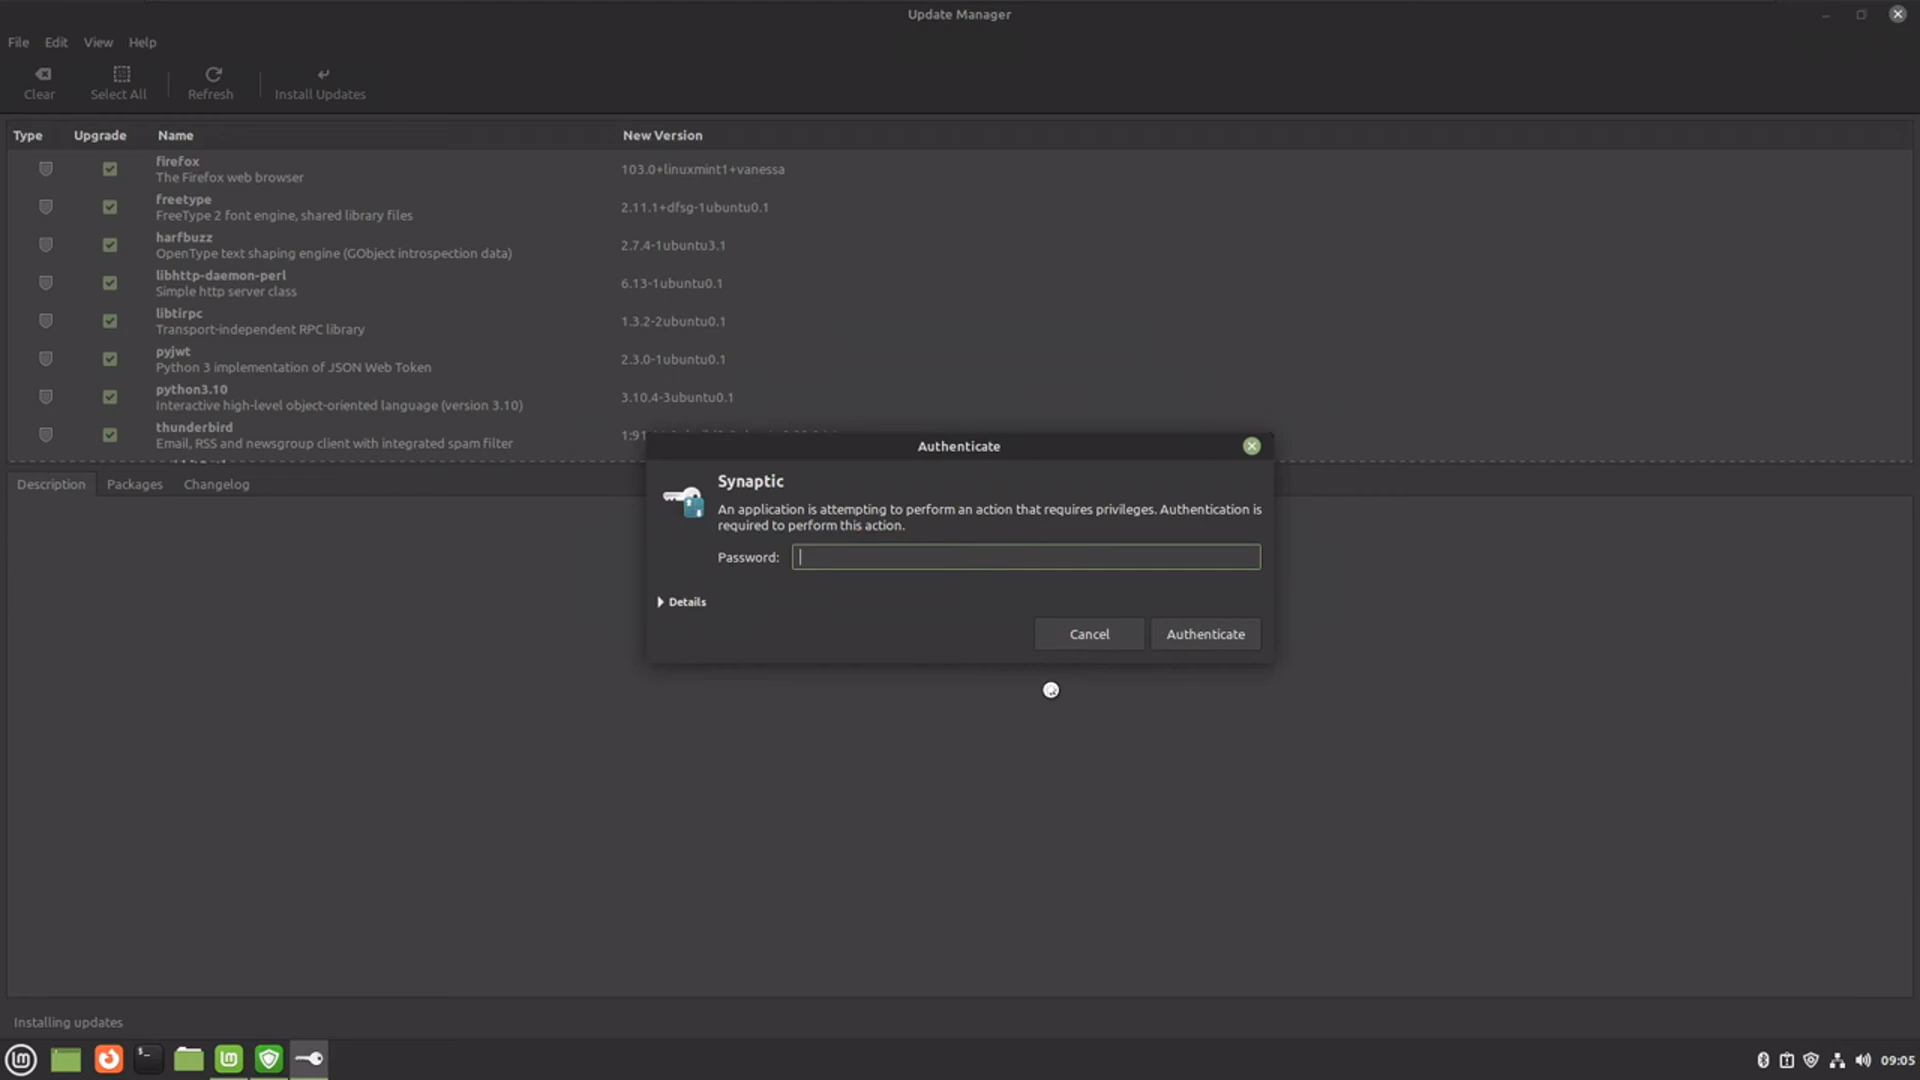 Update Manager
File Edit View Help
Clear Select All Refresh Install Updates
Type Upgrade Name New Version
firefox
The Firefox web browser
103.0+linuxmint1+vanessa
freetype
FreeType 2 font engine, shared library files
2.11.1+dfsg-1ubuntu0.1
harfbuzz
OpenType text shaping engine (GObject introspection data)
2.7.4-1ubuntu3.1
libhttp-daemon-perl
Simple http server class
6.13-1ubuntu0.1
libtirpc
Transport-independent RPC library
1.3.2-2ubuntu0.1
pyjwt
Python 3 implementation of JSON Web Token
2.3.0-1ubuntu0.1
python3.10
Interactive high-level object-oriented language (version 3.10)
3.10.4-3ubuntu0.1
thunderbird
Email, RSS and newsgroup client with integrated spam filter
1:91
Authenticate
Synaptic
An application is attempting to perform an action that requires privileges. Authentication is
required to perform this action.
Password:
Details
Cancel Authenticate
Description Packages Changelog
Installing updates
09:05